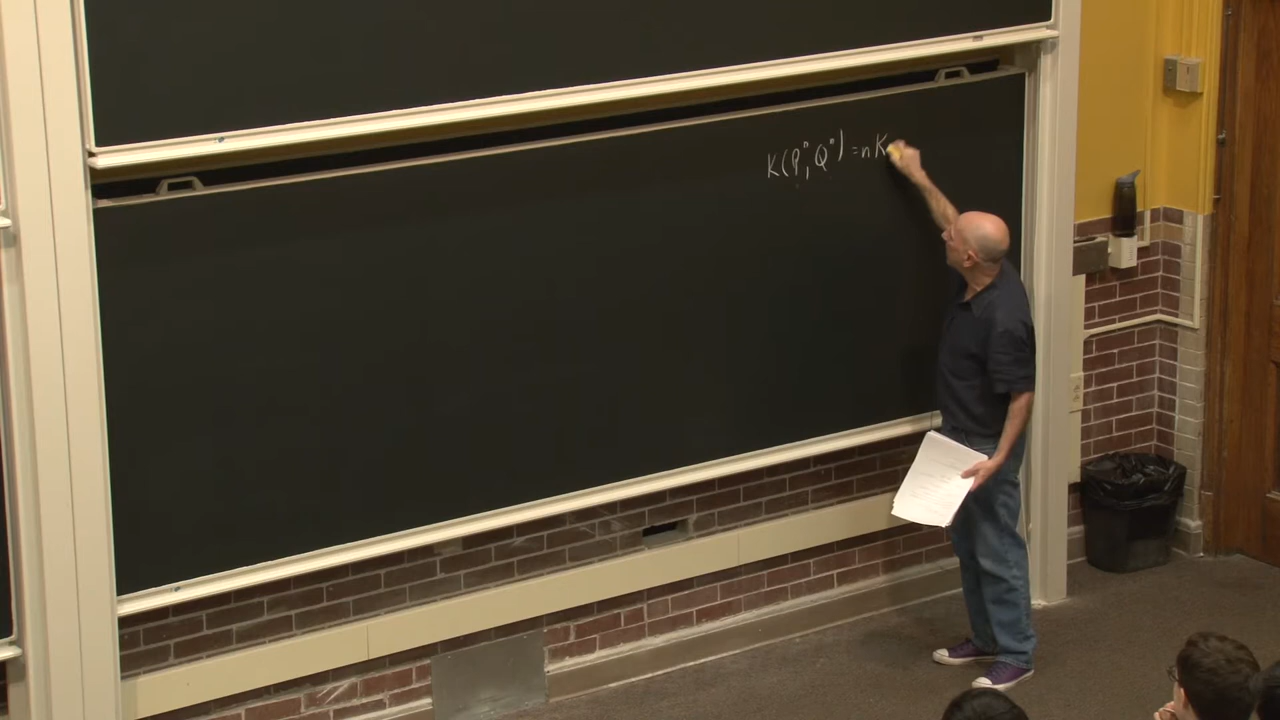 K(P^n, Q^n) = n K